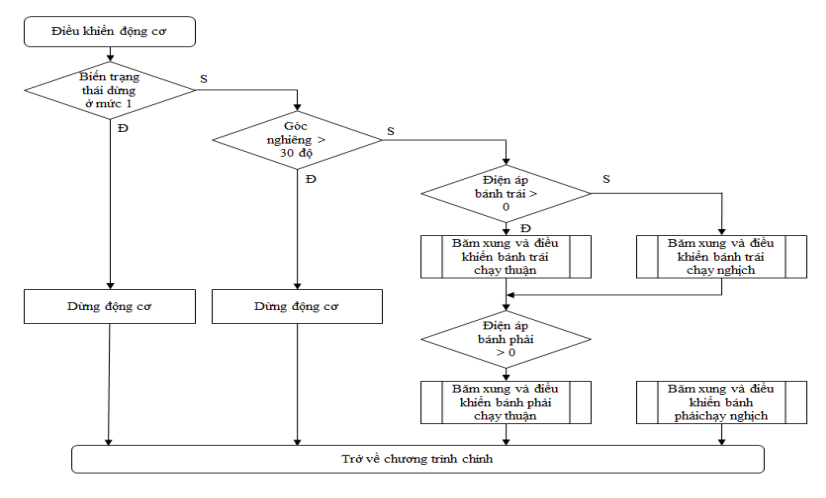 Điều khiển động cơ
Biến trạng
thái dừng
ở mức 1
S
Đ
Góc
nghiêng >
30 độ
S
Đ
Điện áp
bánh trái >
0
S
Đ
Băm xung và điều
khiển bánh trái
chạy thuận
Băm xung và điều
khiển bánh trái
chạy nghịch
Dừng động cơ
Dừng động cơ
Điện áp
bánh phải
> 0
Băm xung và điều
khiển bánh phải
chạy thuận
Băm xung và điều
khiển bánh
phảichạy nghịch
Trở về chương trình chinh